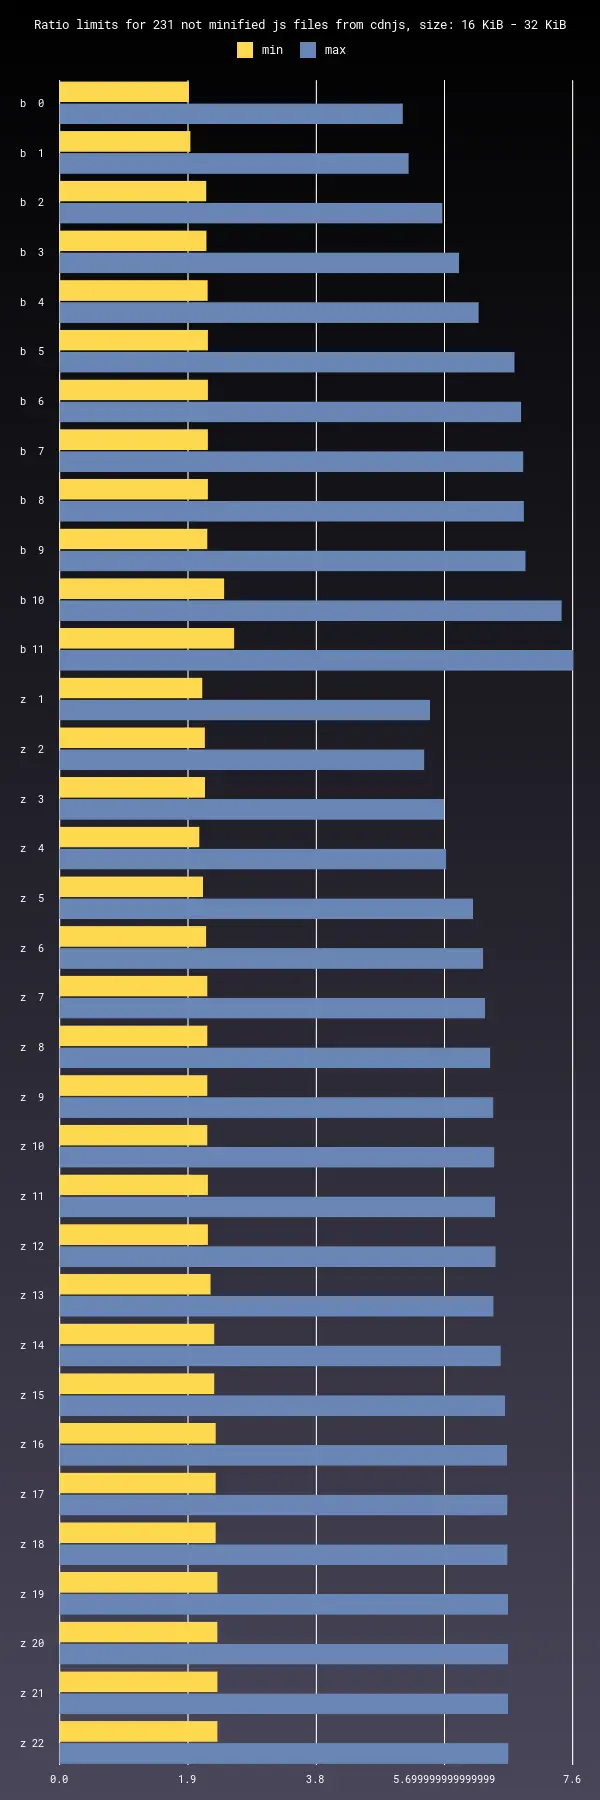 Ratio limits for 231 not minified js files from cdnjs, size: 16 KiB - 32 KiB
min max
b 0
b 1
b 2
b 3
b 4
b 5
b 6
b 7
b 8
b 9
b 10
b 11
z 1
z 2
z 3
z 4
z 5
z 6
z 7
z 8
z 9
z 10
z 11
z 12
z 13
z 14
z 15
z 16
z 17
z 18
z 19
z 20
z 21
z 22
0.0 1.9 3.8 5.699999999999999 7.6